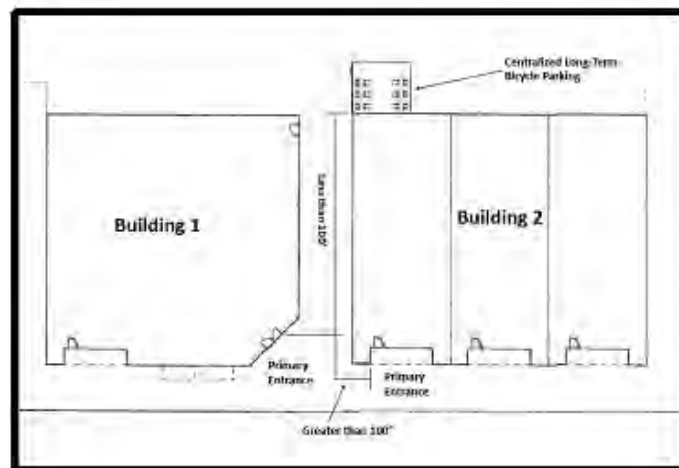 Centralized Long-Term
Bicycle Parking
Less than 100'
Building 1
Building 2
Primary
Entrance
Primary
Entrance
Greater than 100"